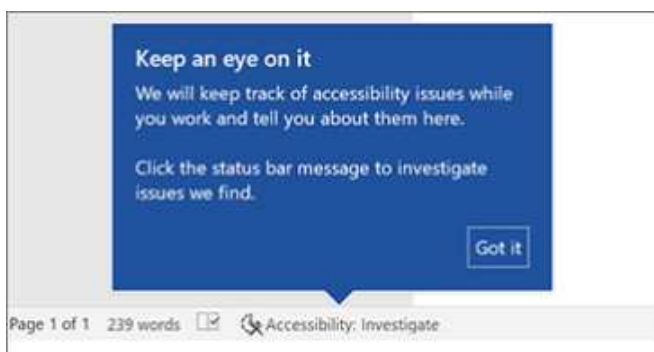 Keep an eye on it
We will keep track of accessibility issues while
you work and tell you about them here.
Click the status bar message to investigate
issues we find.
Got it
Page 1 of 1 239 words Accessibility: Investigate